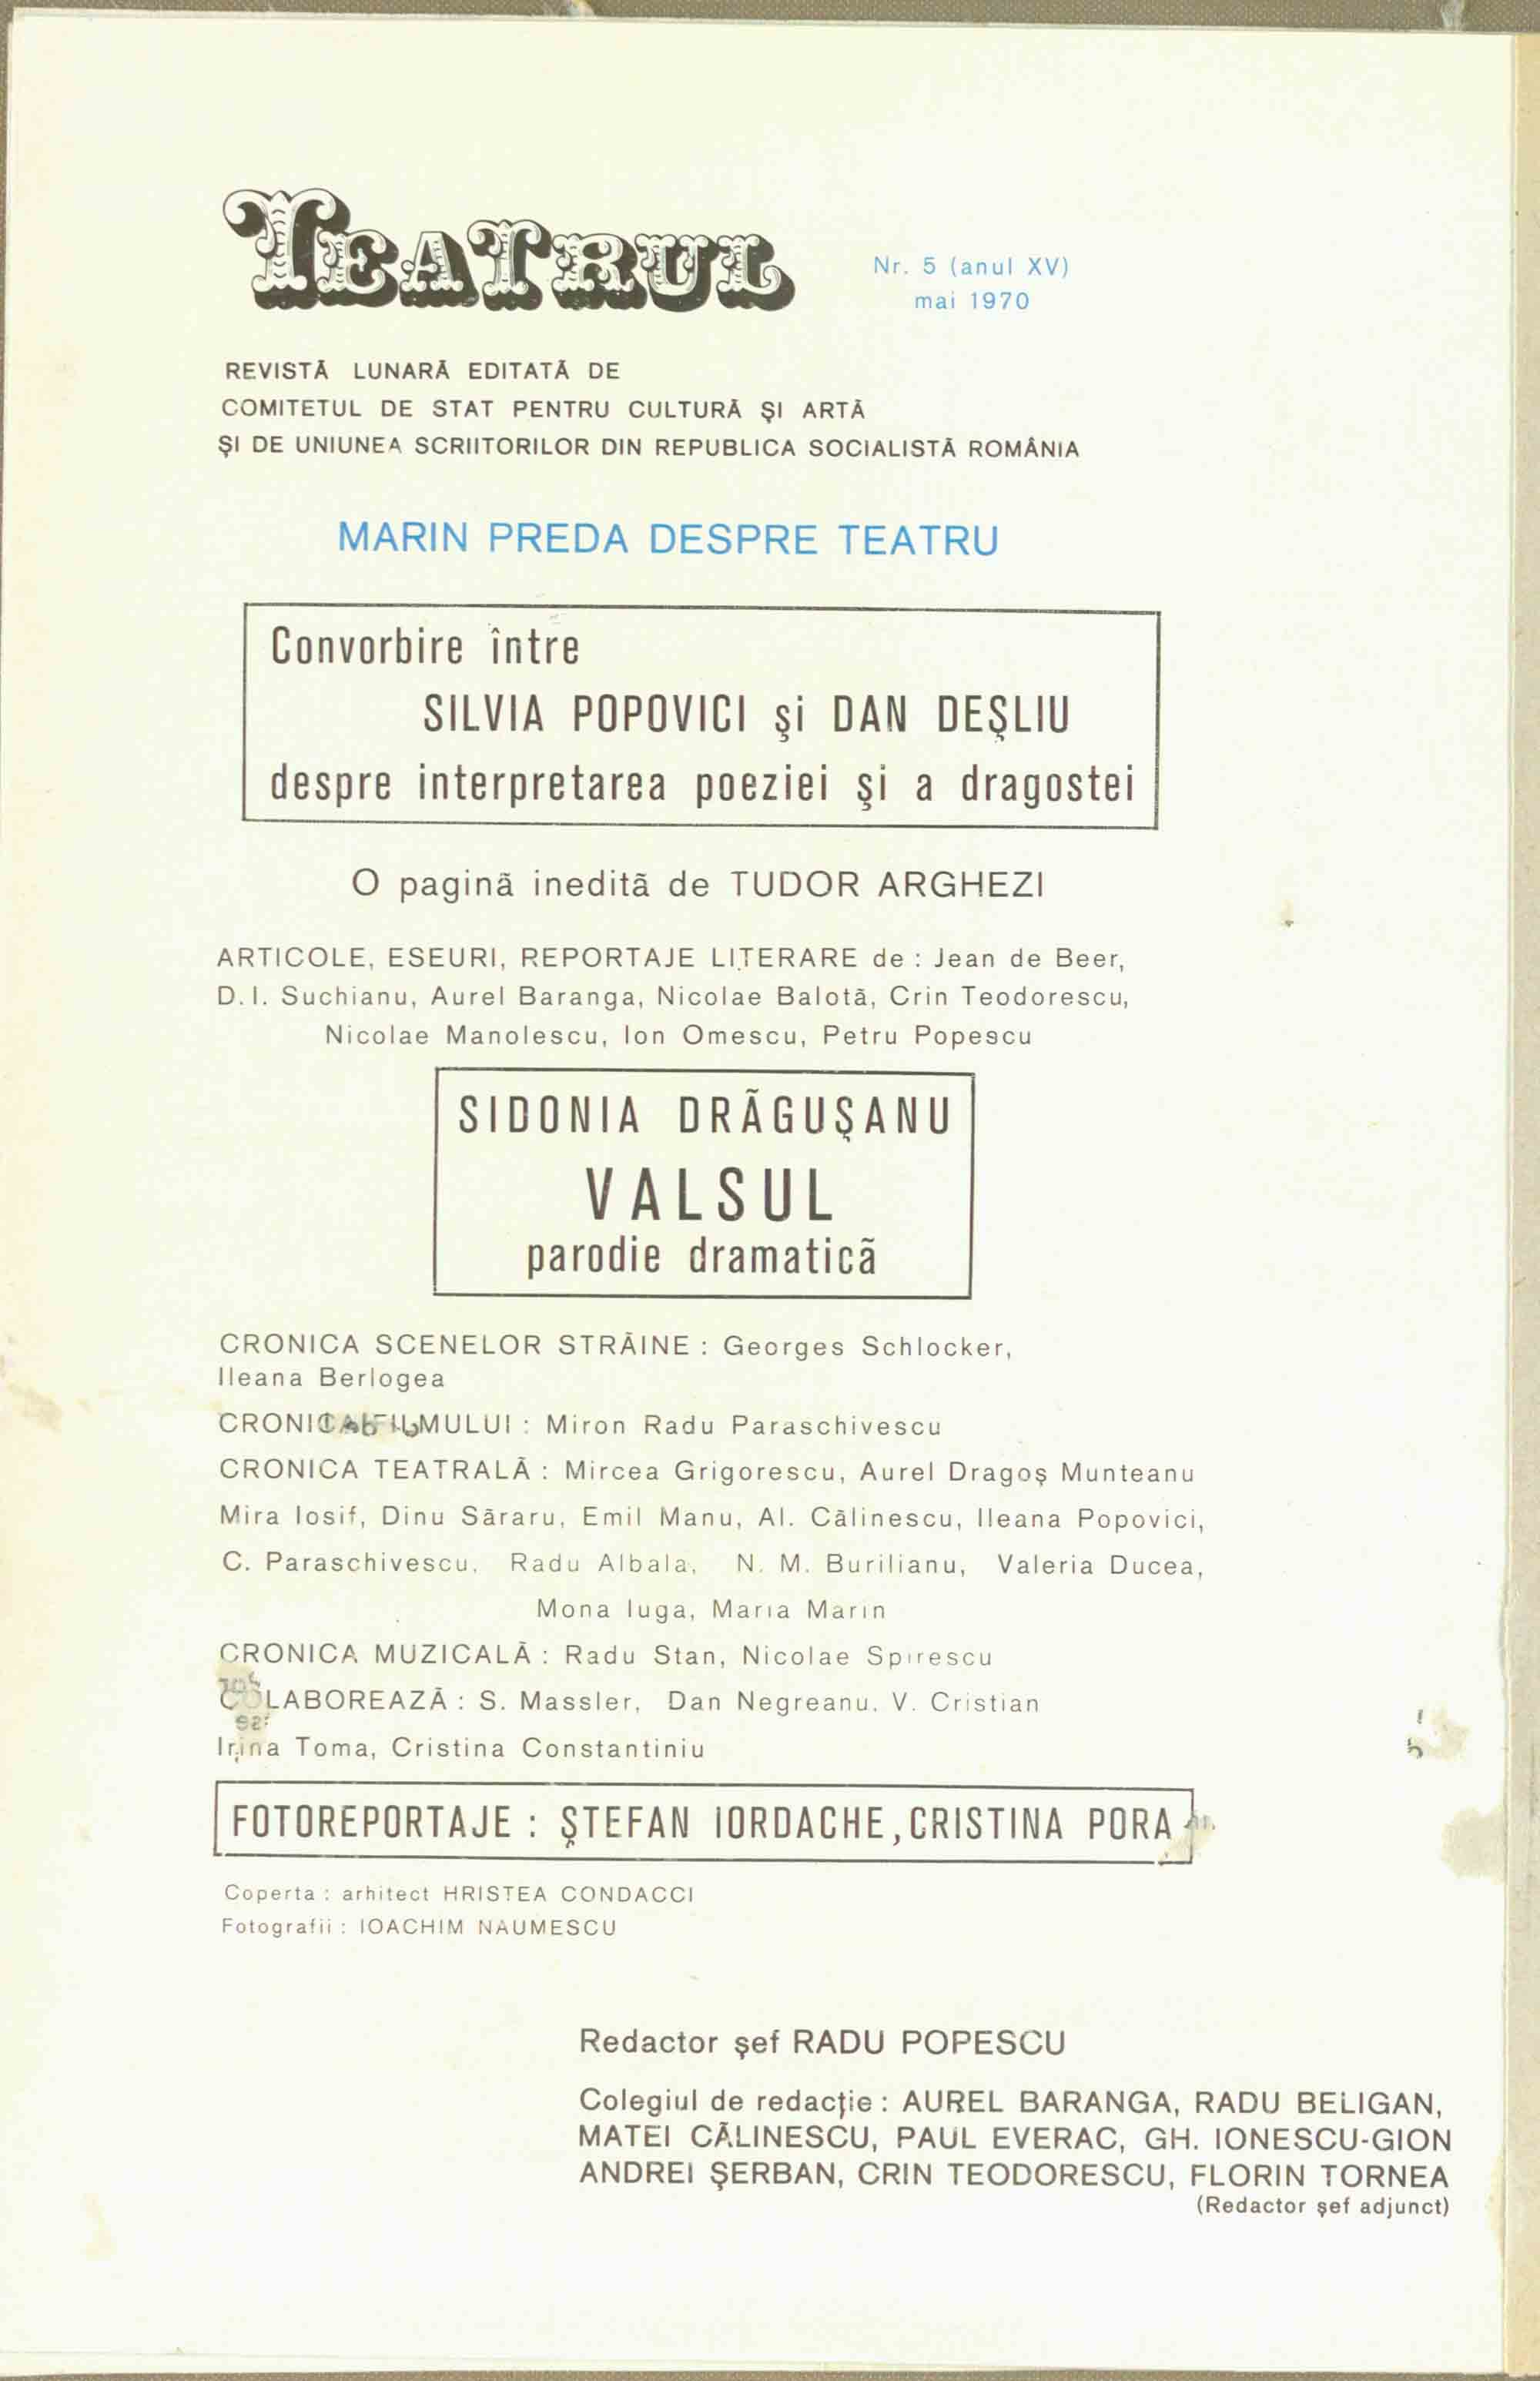 TEATRUL
Nr. 5 (anul XV)
mai 1970
REVISTĂ LUNARĂ EDITATĂ DE
COMITETUL DE STAT PENTRU CULTURĂ ŞI ARTĂ
ŞI DE UNIUNEA SCRIITORILOR DIN REPUBLICA SOCIALISTĂ ROMÂNIA
MARIN PREDA DESPRE TEATRU
Convorbire între
SILVIA POPOVICI şi DAN DEŞLIU
despre interpretarea poeziei şi a dragostei
O pagină inedită de TUDOR ARGHEZI
ARTICOLE, ESEURI, REPORTAJE LITERARE de : Jean de Beer,
D. I. Suchianu, Aurel Baranga, Nicolae Balotă, Crin Teodorescu,
Nicolae Manolescu, Ion Omescu, Petru Popescu
SIDONIA DRĂGUŞANU
VALSUL
parodie dramatică
CRONICA SCENELOR STRĂINE : Georges Schlocker,
Ileana Berlogea
CRONICA FILMULUI : Miron Radu Paraschivescu
CRONICA TEATRALĂ : Mircea Grigorescu, Aurel Dragoş Munteanu
Mira Iosif, Dinu Săraru, Emil Manu, Al. Călinescu, Ileana Popovici,
C. Paraschivescu, Radu Albala, N. M. Burilianu, Valeria Ducea,
Mona Iuga, Maria Marin
CRONICA MUZICALĂ : Radu Stan, Nicolae Spirescu
COLABOREAZĂ : S. Massler, Dan Negreanu, V. Cristian
Irina Toma, Cristina Constantiniu
FOTOREPORTAJE : ŞTEFAN IORDACHE, CRISTINA PORA
Coperta : arhitect HRISTEA CONDACCI
Fotografii : IOACHIM NAUMESCU
Redactor şef RADU POPESCU
Colegiul de redacţie : AUREL BARANGA, RADU BELIGAN,
MATEI CĂLINESCU, PAUL EVERAC, GH. IONESCU-GION
ANDREI ŞERBAN, CRIN TEODORESCU, FLORIN TORNEA
(Redactor şef adjunct)